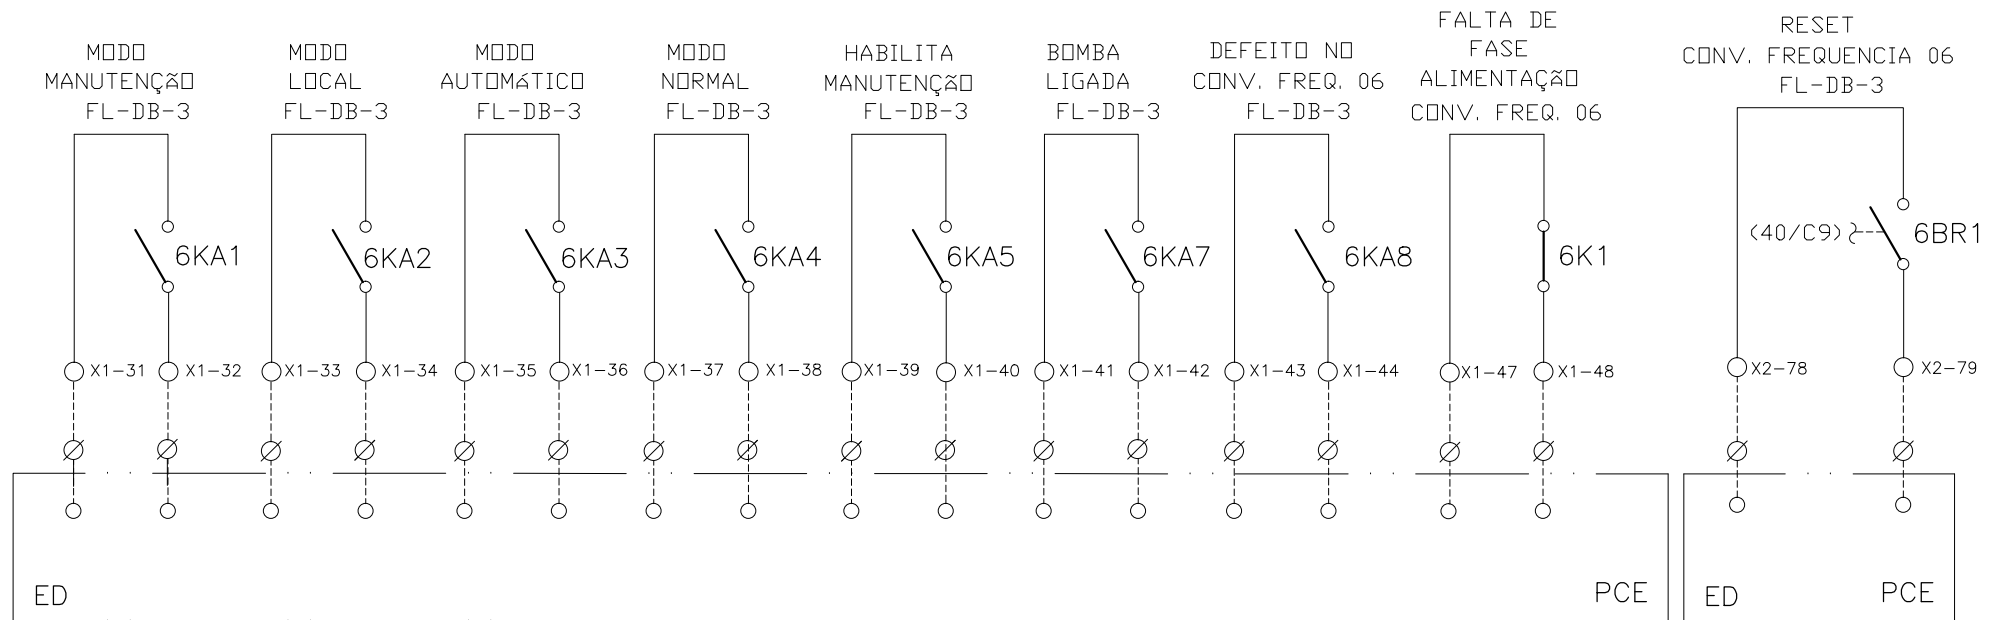 MODO
MANUTENÇÃO
FL-DB-3
MODO
LOCAL
FL-DB-3
MODO
AUTOMáTICO
FL-DB-3
MODO
NORMAL
FL-DB-3
HABILITA
MANUTENÇÃO
FL-DB-3
BOMBA
LIGADA
FL-DB-3
DEFEITO NO
CONV. FREQ. 06
FL-DB-3
FALTA DE
FASE
ALIMENTAÇÃO
CONV. FREQ. 06
RESET
CONV. FREQUENCIA 06
FL-DB-3
6KA1
6KA2
6KA3
6KA4
6KA5
6KA7
6KA8
6K1
(40/C9)
6BR1
X1-31
X1-32
X1-33
X1-34
X1-35
X1-36
X1-37
X1-38
X1-39
X1-40
X1-41
X1-42
X1-43
X1-44
X1-47
X1-48
X2-78
X2-79
ED
PCE
ED
PCE